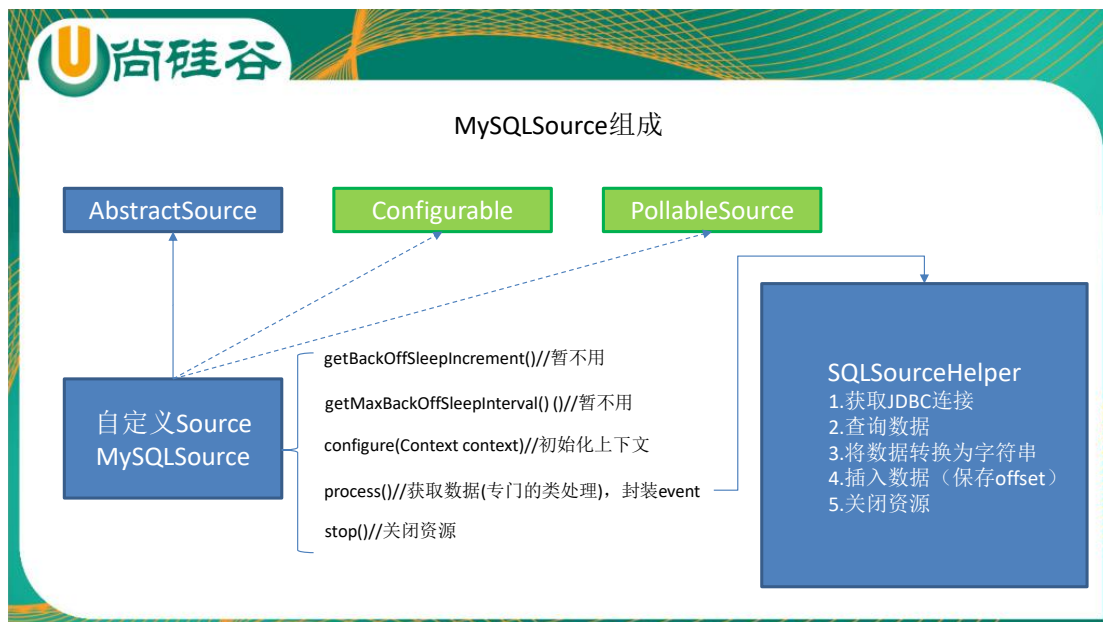 尚硅谷
MySQLSource组成
AbstractSource
Configurable
PollableSource
自定义Source
MySQLSource
getBackOffSleepIncrement()//暂不用
getMaxBackOffSleepInterval() ()//暂不用
configure(Context context)//初始化上下文
process()//获取数据(专门的类处理)，封装event
stop()//关闭资源
SQLSourceHelper
1.获取JDBC连接
2.查询数据
3.将数据转换为字符串
4.插入数据（保存offset）
5.关闭资源